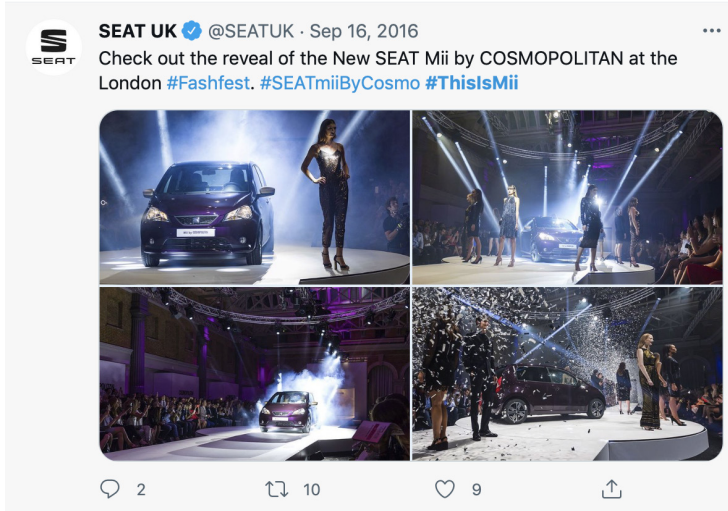 SEAT UK @SEATUK · Sep 16, 2016
SEAT
Check out the reveal of the New SEAT Mii by COSMOPOLITAN at the
London #Fashfest. #SEATmiiByCosmo #ThisIsMii
2 10 9